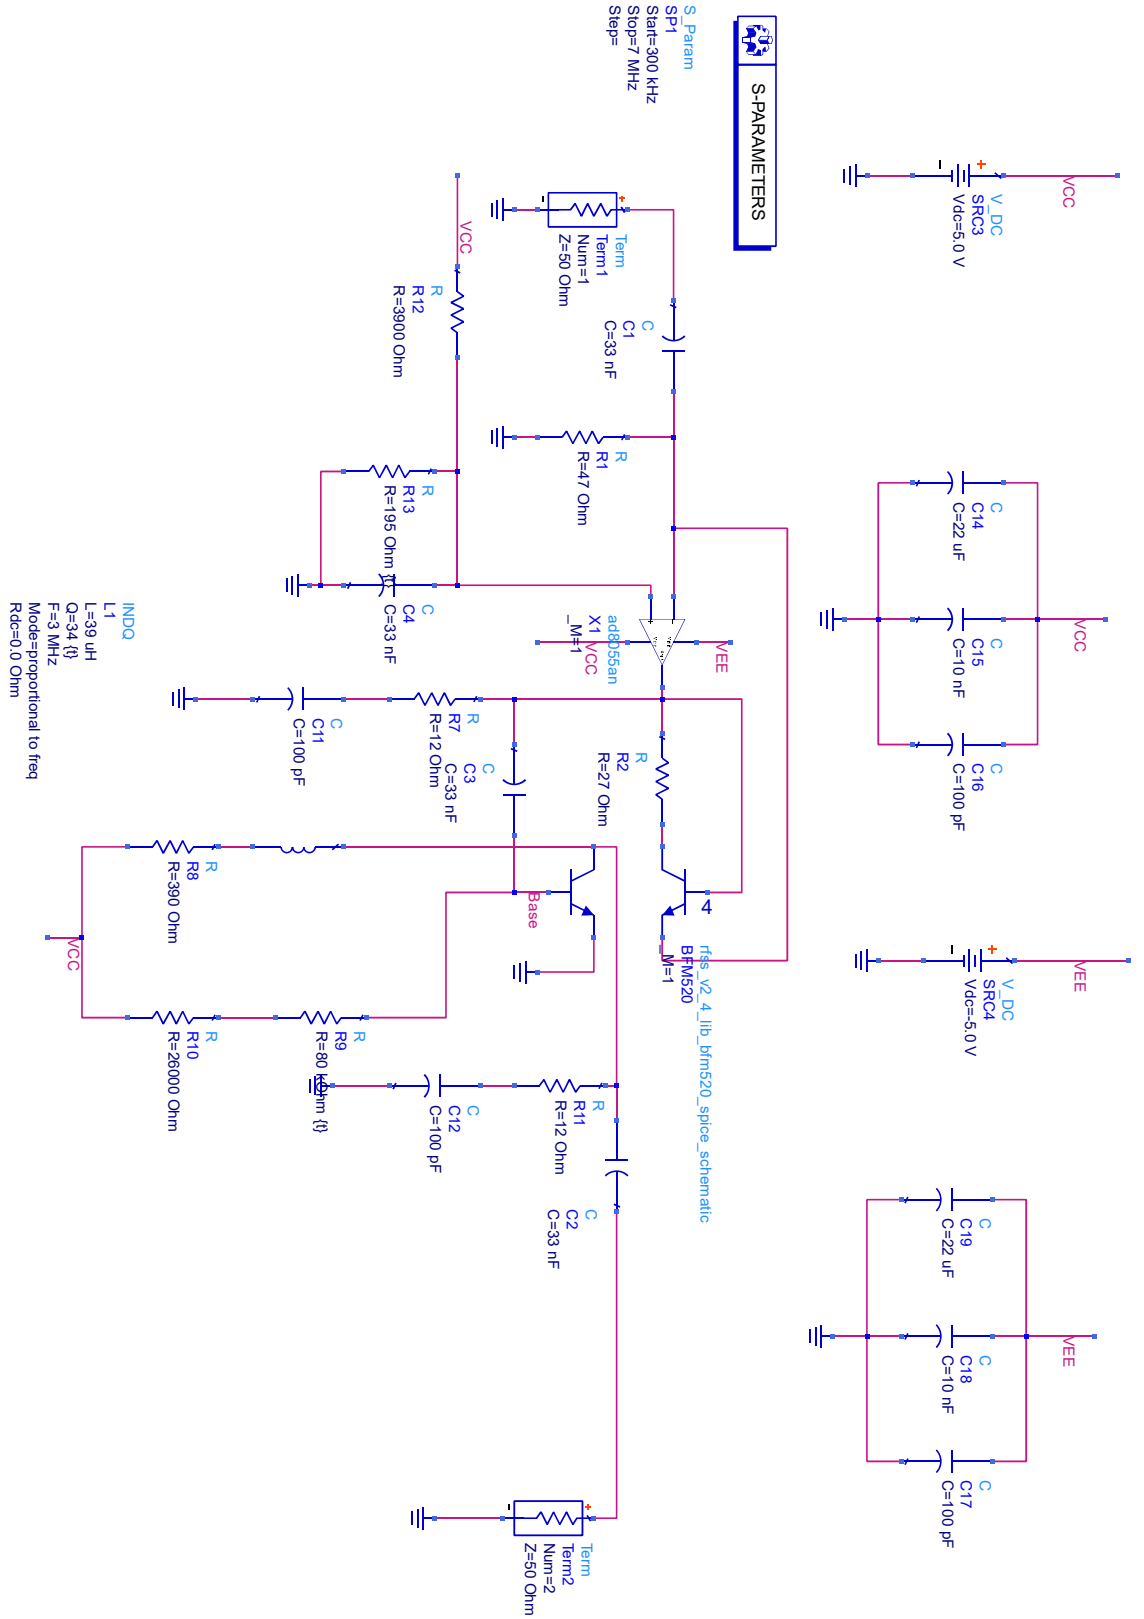 S-PARAMETERS
S_Param
SP1
Start=300 kHz
Stop=7 MHz
Step=
VCC
V_DC
SRC3
Vdc=5.0 V
C
C14
C=22 uF
C
C15
C=10 nF
C
C16
C=100 pF
VCC
VEE
V_DC
SRC4
Vdc=-5.0 V
C
C19
C=22 uF
C
C18
C=10 nF
C
C17
C=100 pF
VEE
Term
Term1
Num=1
Z=50 Ohm
C
C1
C=33 nF
R
R1
R=47 Ohm
VCC
R
R12
R=3900 Ohm
R
R13
R=195 Ohm {t}
C
C4
C=33 nF
ad8055an
X1
_M=1
VCC
VEE
R
R2
R=27 Ohm
4
rfss_v2_4_lib_bfm520_spice_schematic
BFM520
_M=1
R
R7
R=12 Ohm
C
C11
C=100 pF
C
C3
C=33 nF
Base
INDQ
L1
L=39 uH
Q=34 {t}
F=3 MHz
Mode=proportional to freq
Rdc=0.0 Ohm
R
R8
R=390 Ohm
VCC
R
R10
R=26000 Ohm
R
R9
R=80 kOhm {t}
R
R11
R=12 Ohm
C
C12
C=100 pF
C
C2
C=33 nF
Term
Term2
Num=2
Z=50 Ohm